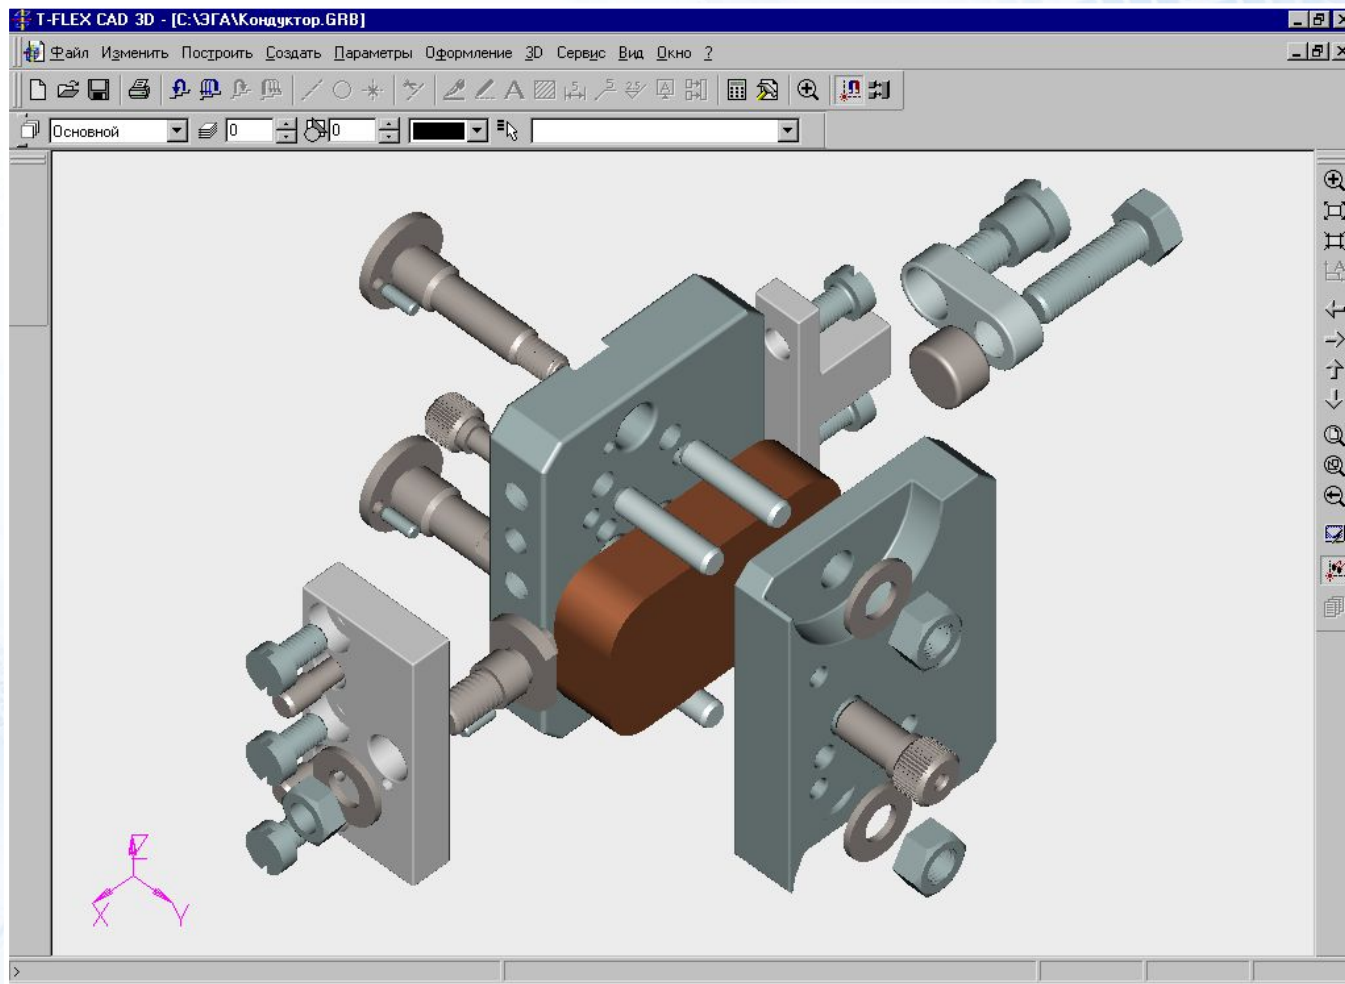 T-FLEX CAD 3D - [C:\ЭГА\Кондуктор.GRB]
Файл Изменить Построить Создать Параметры Оформление 3D Сервис Вид Окно ?
Основной 0 0
Z
X Y
>